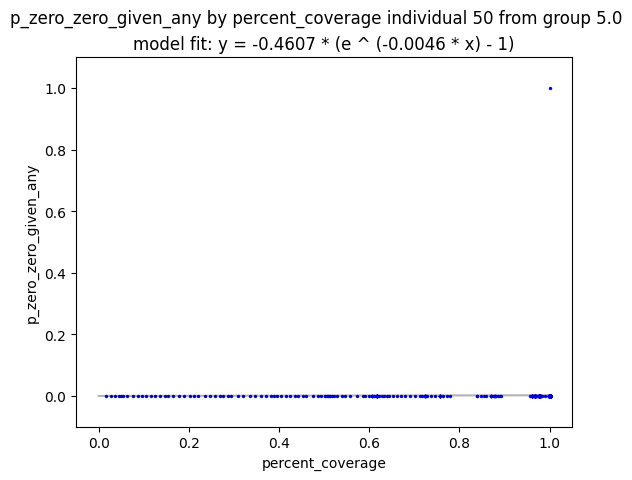 p_zero_zero_given_any by percent_coverage individual 50 from group 5.0
model fit: y = -0.4607 * (e ^ (-0.0046 * x) - 1)
1.0
0.8
0.6
0.4
0.2
0.0
p_zero_zero_given_any
0.0 0.2 0.4 0.6 0.8 1.0
percent_coverage